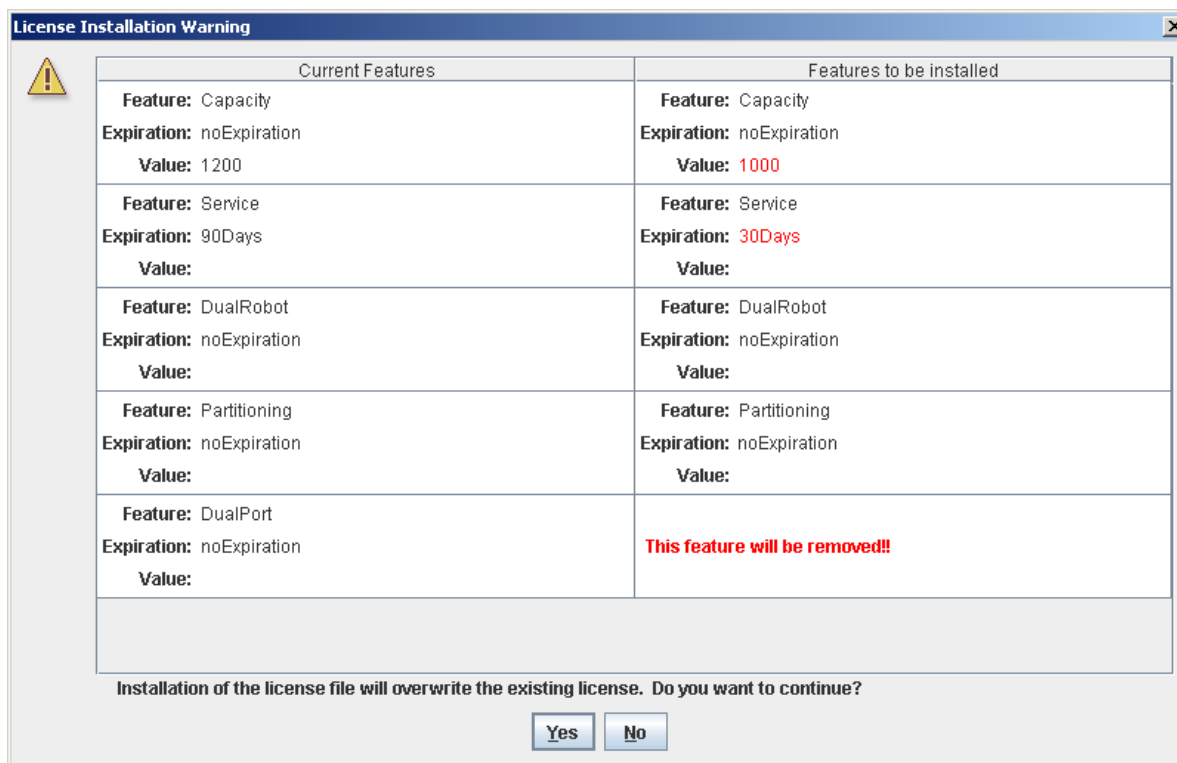 License Installation Warning
Current Features Features to be installed
Feature: Capacity Feature: Capacity
Expiration: noExpiration Expiration: noExpiration
Value: 1200 Value: 1000
Feature: Service Feature: Service
Expiration: 90Days Expiration: 30Days
Value: Value:
Feature: DualRobot Feature: DualRobot
Expiration: noExpiration Expiration: noExpiration
Value: Value:
Feature: Partitioning Feature: Partitioning
Expiration: noExpiration Expiration: noExpiration
Value: Value:
Feature: DualPort
Expiration: noExpiration This feature will be removed!!
Value:
Installation of the license file will overwrite the existing license. Do you want to continue?
Yes No